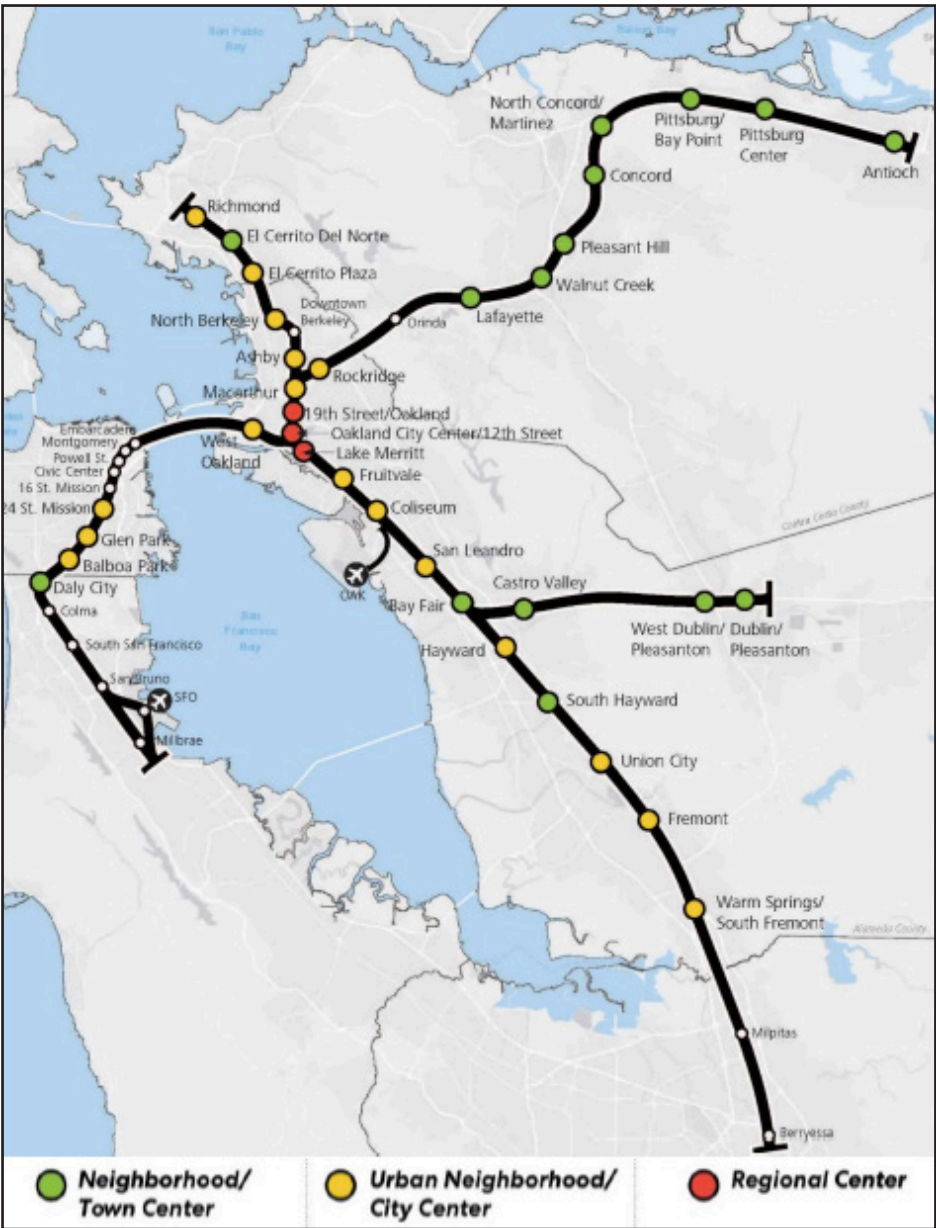 San Pablo
Bay
North Concord/
Martinez
Pittsburg/
Bay Point
Pittsburg
Center
Antioch
Concord
Richmond
El Cerrito Del Norte
Pleasant Hill
El Cerrito Plaza
Walnut Creek
Downtown
Berkeley
North Berkeley
Orinda
Lafayette
Ashby
Rockridge
Macarthur
19th Street/Oakland
Embarcadero
Oakland City Center/12th Street
Montgomery
West
Oakland
Lake Merritt
Powell St.
Civic Center
Fruitvale
16 St. Mission
24 St. Mission
Coliseum
Contra Costa County
Glen Park
San Leandro
Balboa Park
Castro Valley
Daly City
OAK
Bay Fair
Colma
San
Francisco
Bay
West Dublin/
Pleasanton
Dublin/
Pleasanton
South San Francisco
Hayward
San Bruno
SFO
South Hayward
Millbrae
Union City
Fremont
Warm Springs/
South Fremont
Alameda County
Milpitas
Berryessa
Neighborhood/
Town Center
Urban Neighborhood/
City Center
Regional Center